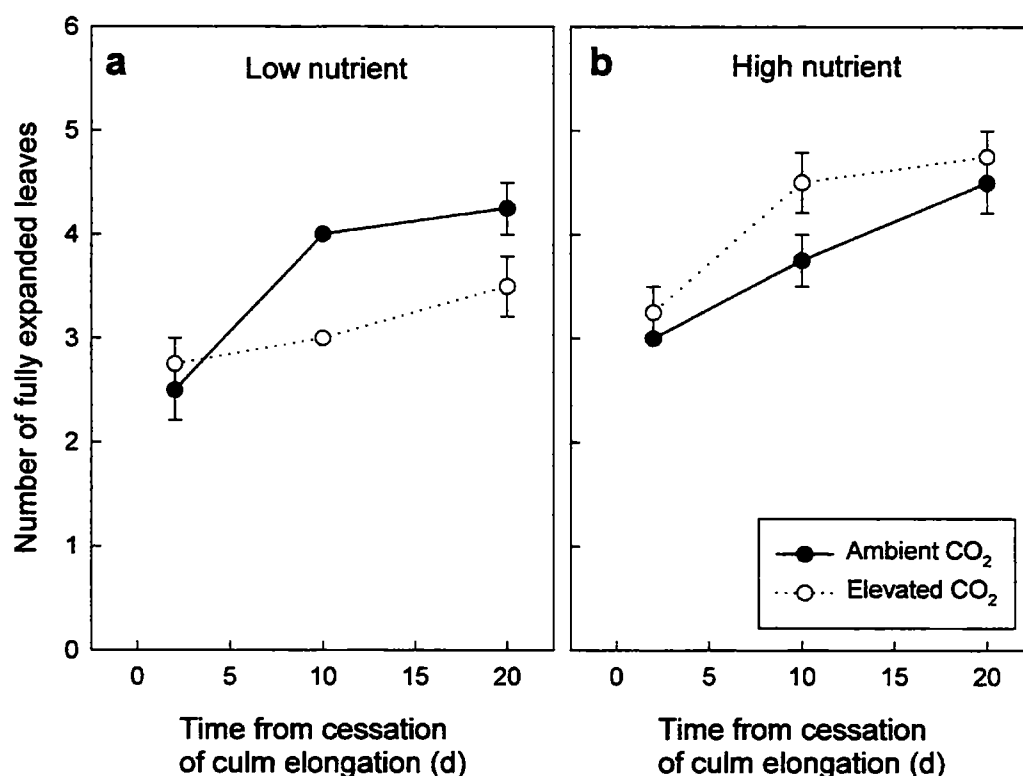 a
Low nutrient
b
High nutrient
Number of fully expanded leaves
6
5
4
3
2
1
0
Ambient CO₂
Elevated CO₂
0 5 10 15 20
0 5 10 15 20
Time from cessation
of culm elongation (d)
Time from cessation
of culm elongation (d)